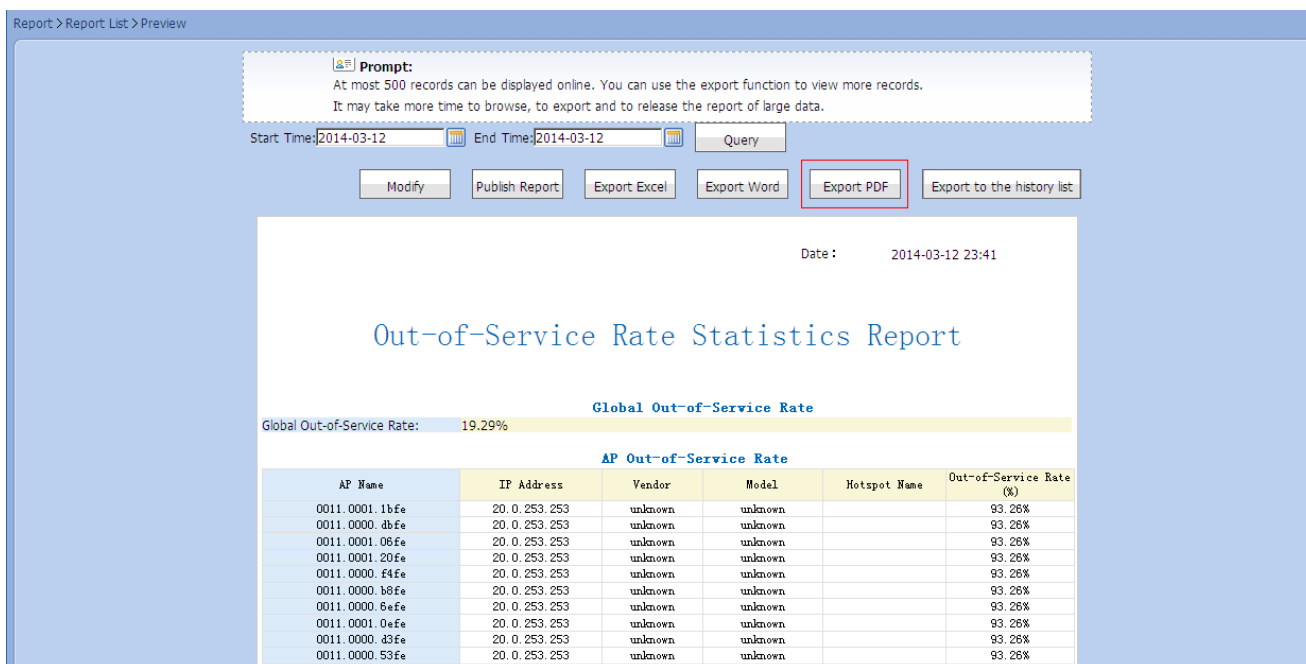 Report > Report List > Preview
Prompt:
At most 500 records can be displayed online. You can use the export function to view more records.
It may take more time to browse, to export and to release the report of large data.
Start Time: 2014-03-12 End Time: 2014-03-12 Query
Modify Publish Report Export Excel Export Word Export PDF Export to the history list
Date : 2014-03-12 23:41
Out-of-Service Rate Statistics Report
Global Out-of-Service Rate
Global Out-of-Service Rate: 19.29%
AP Out-of-Service Rate
AP Name IP Address Vendor Model Hotspot Name Out-of-Service Rate (%)
0011.0001.1bfe 20.0.253.253 unknown unknown 93.26%
0011.0000.dbfe 20.0.253.253 unknown unknown 93.26%
0011.0001.06fe 20.0.253.253 unknown unknown 93.26%
0011.0001.20fe 20.0.253.253 unknown unknown 93.26%
0011.0000.f4fe 20.0.253.253 unknown unknown 93.26%
0011.0000.b8fe 20.0.253.253 unknown unknown 93.26%
0011.0000.6efe 20.0.253.253 unknown unknown 93.26%
0011.0001.0efe 20.0.253.253 unknown unknown 93.26%
0011.0000.d3fe 20.0.253.253 unknown unknown 93.26%
0011.0000.53fe 20.0.253.253 unknown unknown 93.26%